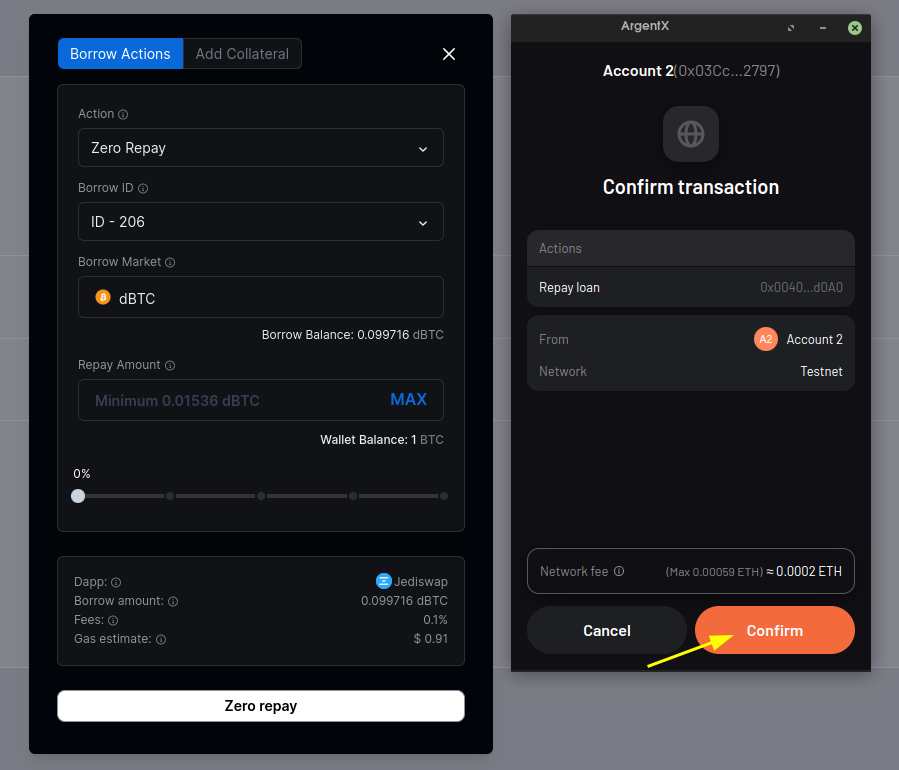 Borrow Actions Add Collateral
Action
Zero Repay
Borrow ID
ID - 206
Borrow Market
dBTC
Borrow Balance: 0.099716 dBTC
Repay Amount
Minimum 0.01536 dBTC MAX
Wallet Balance: 1 BTC
0%
Dapp: Jediswap
Borrow amount: 0.099716 dBTC
Fees: 0.1%
Gas estimate: $ 0.91
Zero repay
ArgentX
Account 2(0x03Cc...2797)
Confirm transaction
Actions
Repay loan 0x0040...d0A0
From A2 Account 2
Network Testnet
Network fee (Max 0.00059 ETH) ≈ 0.0002 ETH
Cancel Confirm